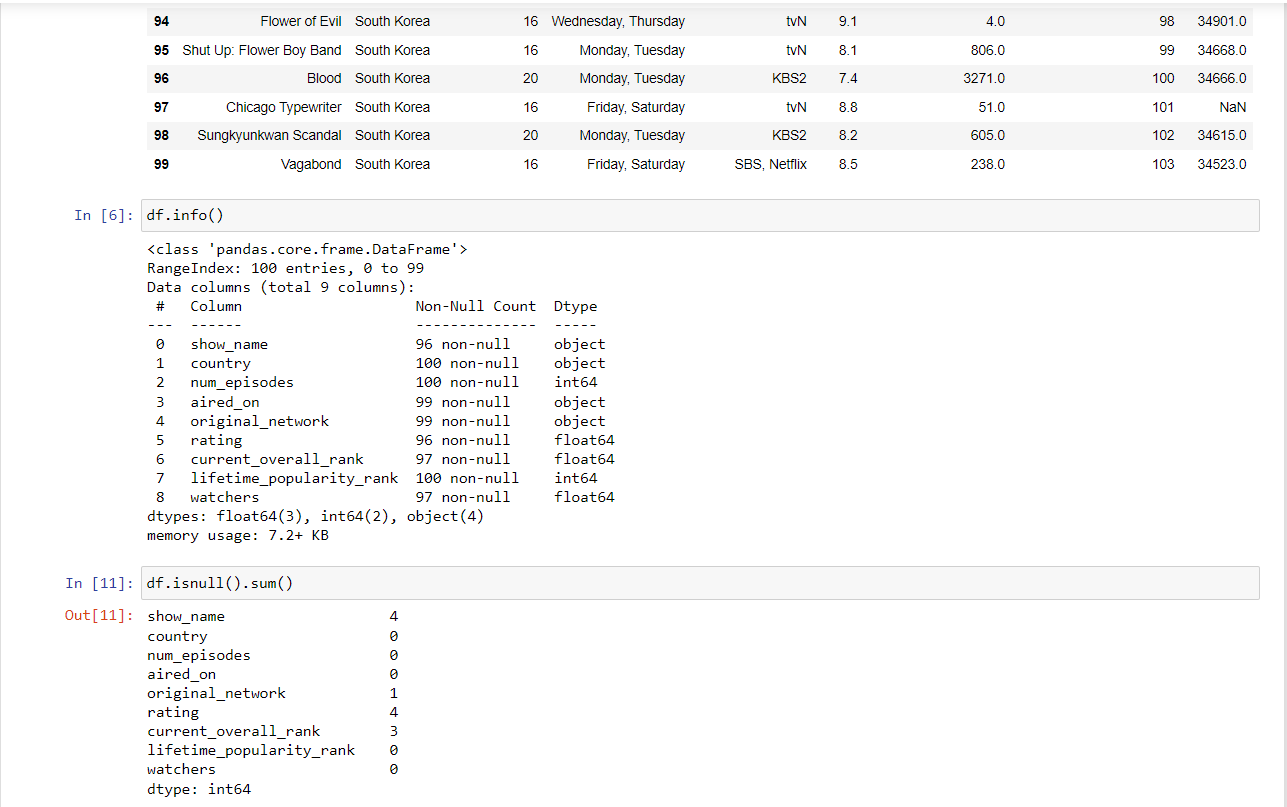 94 Flower of Evil South Korea 16 Wednesday, Thursday tvN 9.1 4.0 98 34901.0
95 Shut Up: Flower Boy Band South Korea 16 Monday, Tuesday tvN 8.1 806.0 99 34668.0
96 Blood South Korea 20 Monday, Tuesday KBS2 7.4 3271.0 100 34666.0
97 Chicago Typewriter South Korea 16 Friday, Saturday tvN 8.8 51.0 101 NaN
98 Sungkyunkwan Scandal South Korea 20 Monday, Tuesday KBS2 8.2 605.0 102 34615.0
99 Vagabond South Korea 16 Friday, Saturday SBS, Netflix 8.5 238.0 103 34523.0
In [6]: df.info()
<class 'pandas.core.frame.DataFrame'>
RangeIndex: 100 entries, 0 to 99
Data columns (total 9 columns):
# Column Non-Null Count Dtype
--- ------ -------------- -----
0 show_name 96 non-null object
1 country 100 non-null object
2 num_episodes 100 non-null int64
3 aired_on 99 non-null object
4 original_network 99 non-null object
5 rating 96 non-null float64
6 current_overall_rank 97 non-null float64
7 lifetime_popularity_rank 100 non-null int64
8 watchers 97 non-null float64
dtypes: float64(3), int64(2), object(4)
memory usage: 7.2+ KB
In [11]: df.isnull().sum()
Out[11]: show_name 4
country 0
num_episodes 0
aired_on 0
original_network 1
rating 4
current_overall_rank 3
lifetime_popularity_rank 0
watchers 0
dtype: int64